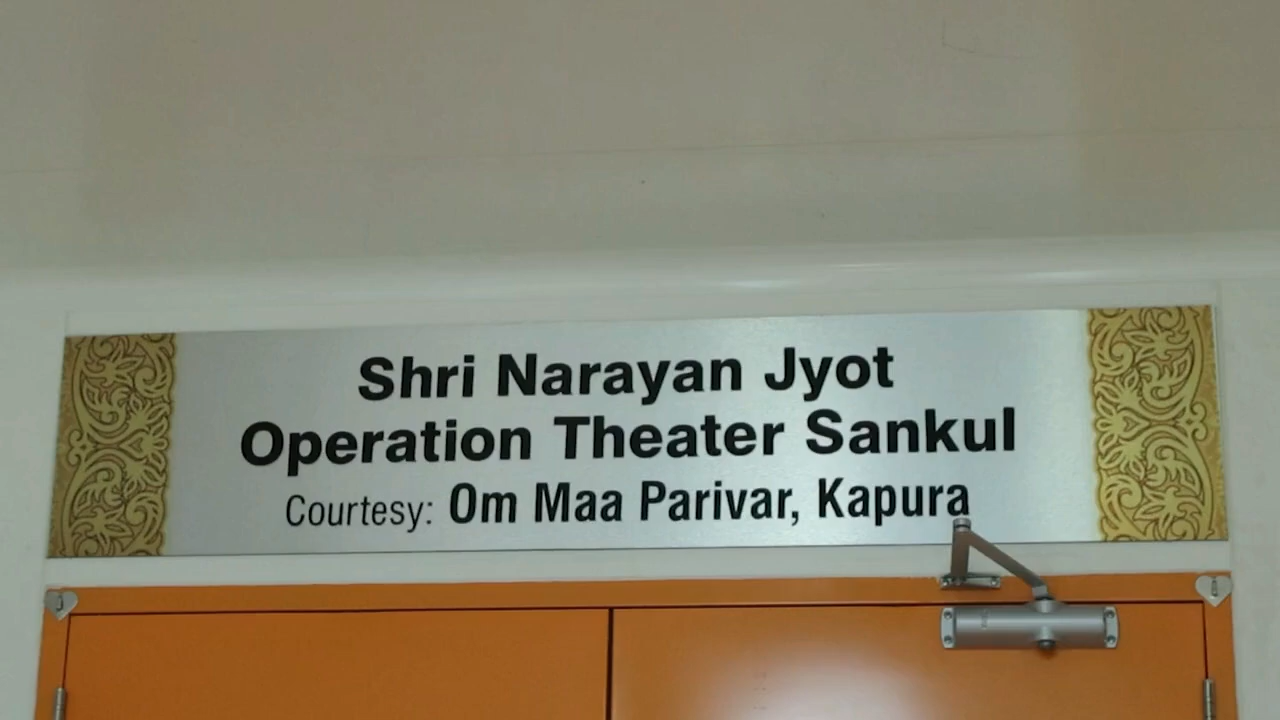 Shri Narayan Jyot
Operation Theater Sankul
Courtesy: Om Maa Parivar, Kapura